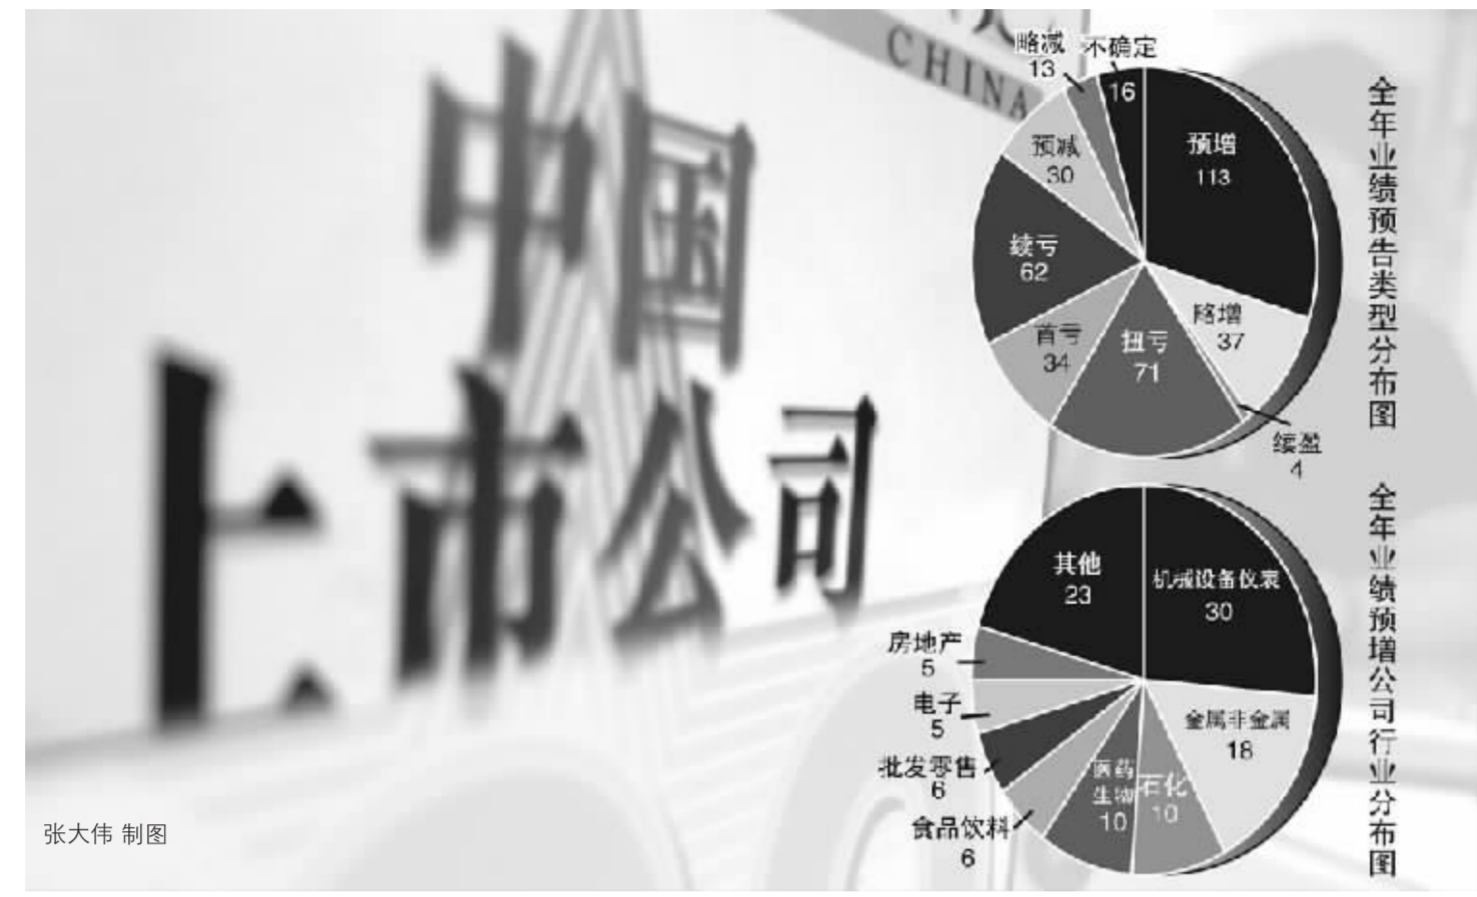 中国
上市公司
CHINA
全年业绩预告类型分布图
略减
13
不确定
16
预增
113
预减
30
续亏
62
略增
37
首亏
34
扭亏
71
续盈
4
全年业绩预增公司行业分布图
其他
23
机械设备仪表
30
房地产
5
金属非金属
18
电子
5
批发零售
6
医药
生物
10
石化
10
食品饮料
6
张大伟 制图